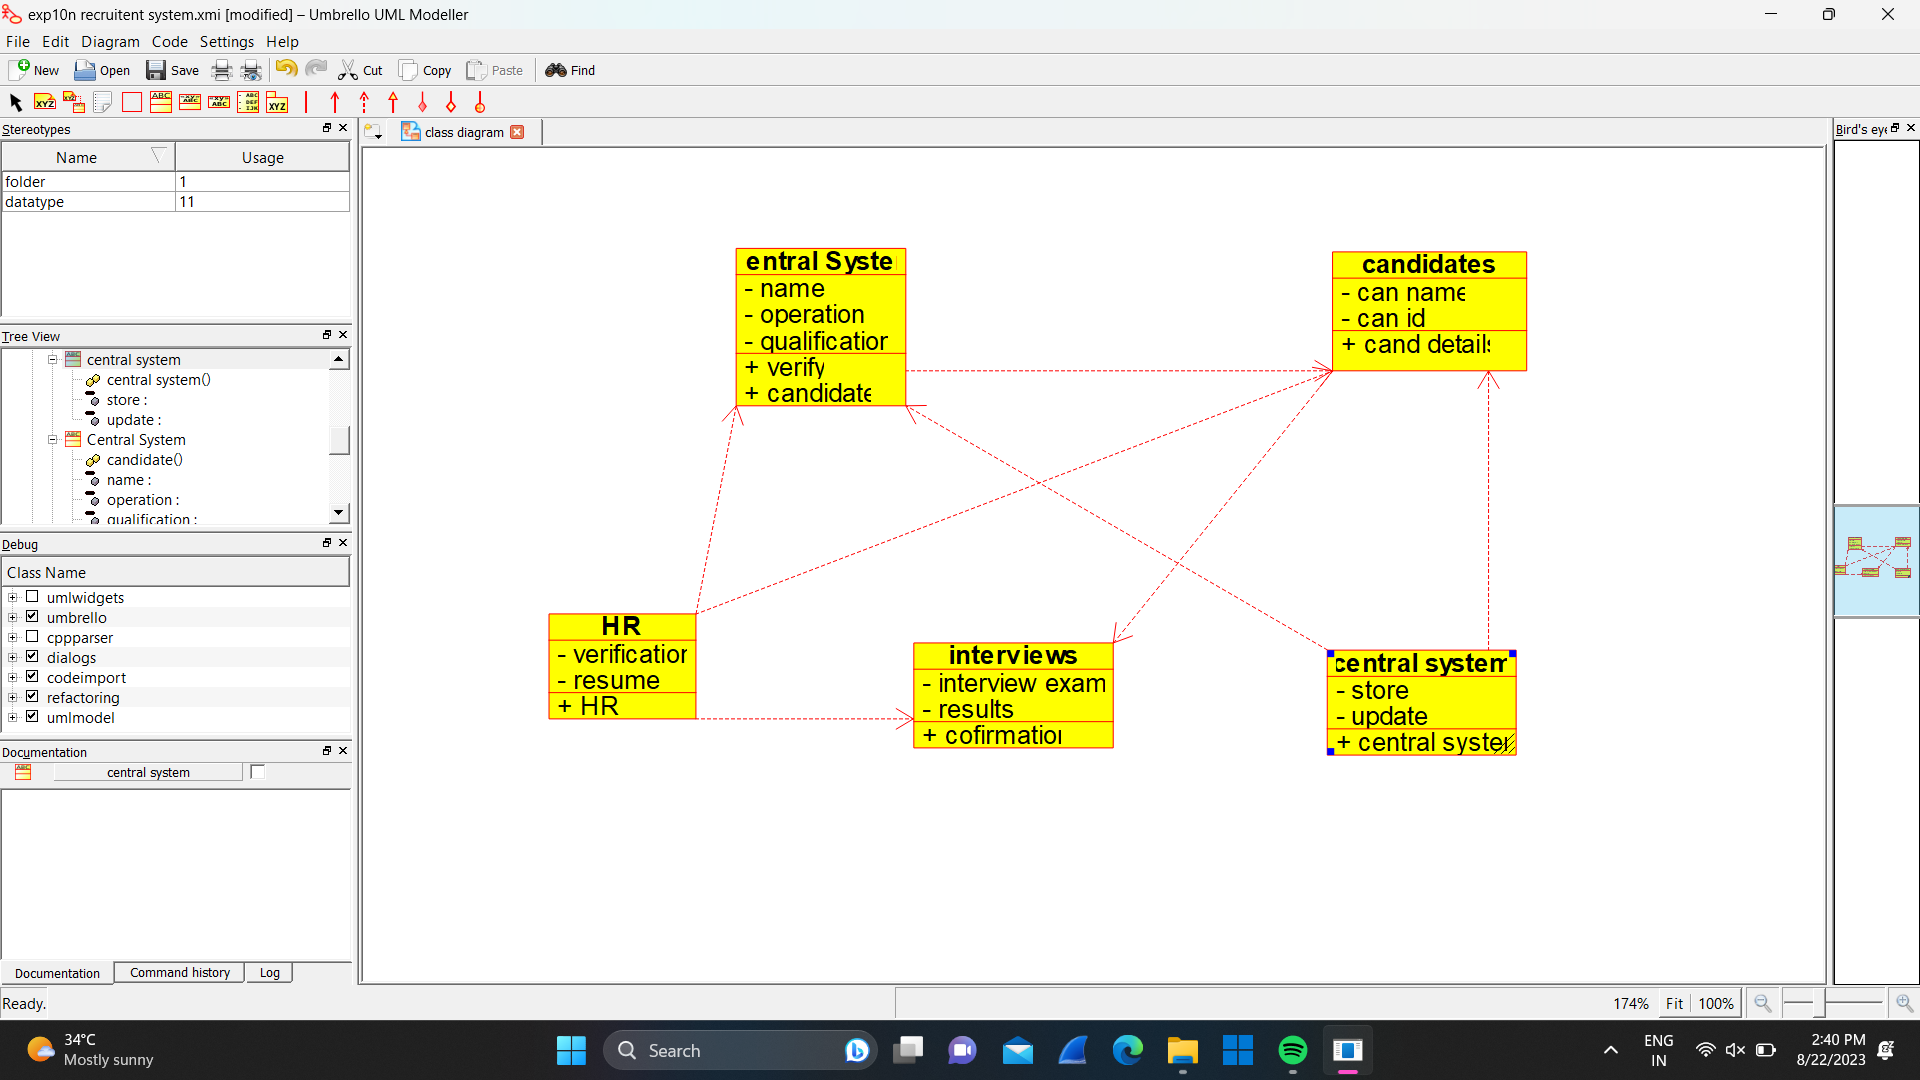 exp10n recruitent system.xmi [modified] – Umbrello UML Modeller
File Edit Diagram Code Settings Help
New Open Save Cut Copy Paste Find
Stereotypes
Name Usage
folder 1
datatype 11
Tree View
central system
central system()
store :
update :
Central System
candidate()
name :
operation :
qualification :
Debug
Class Name
umlwidgets
umbrello
cppparser
dialogs
codeimport
refactoring
umlmodel
Documentation
central system
Documentation Command history Log
Ready.
class diagram
entral Syste
- name
- operation
- qualification
+ verify
+ candidate
candidates
- can name
- can id
+ cand details
HR
- verification
- resume
+ HR
interviews
- interview exam
- results
+ cofirmation
central system
- store
- update
+ central system
Bird's eye
174% Fit 100%
34°C
Mostly sunny
Search
ENG
IN
2:40 PM
8/22/2023